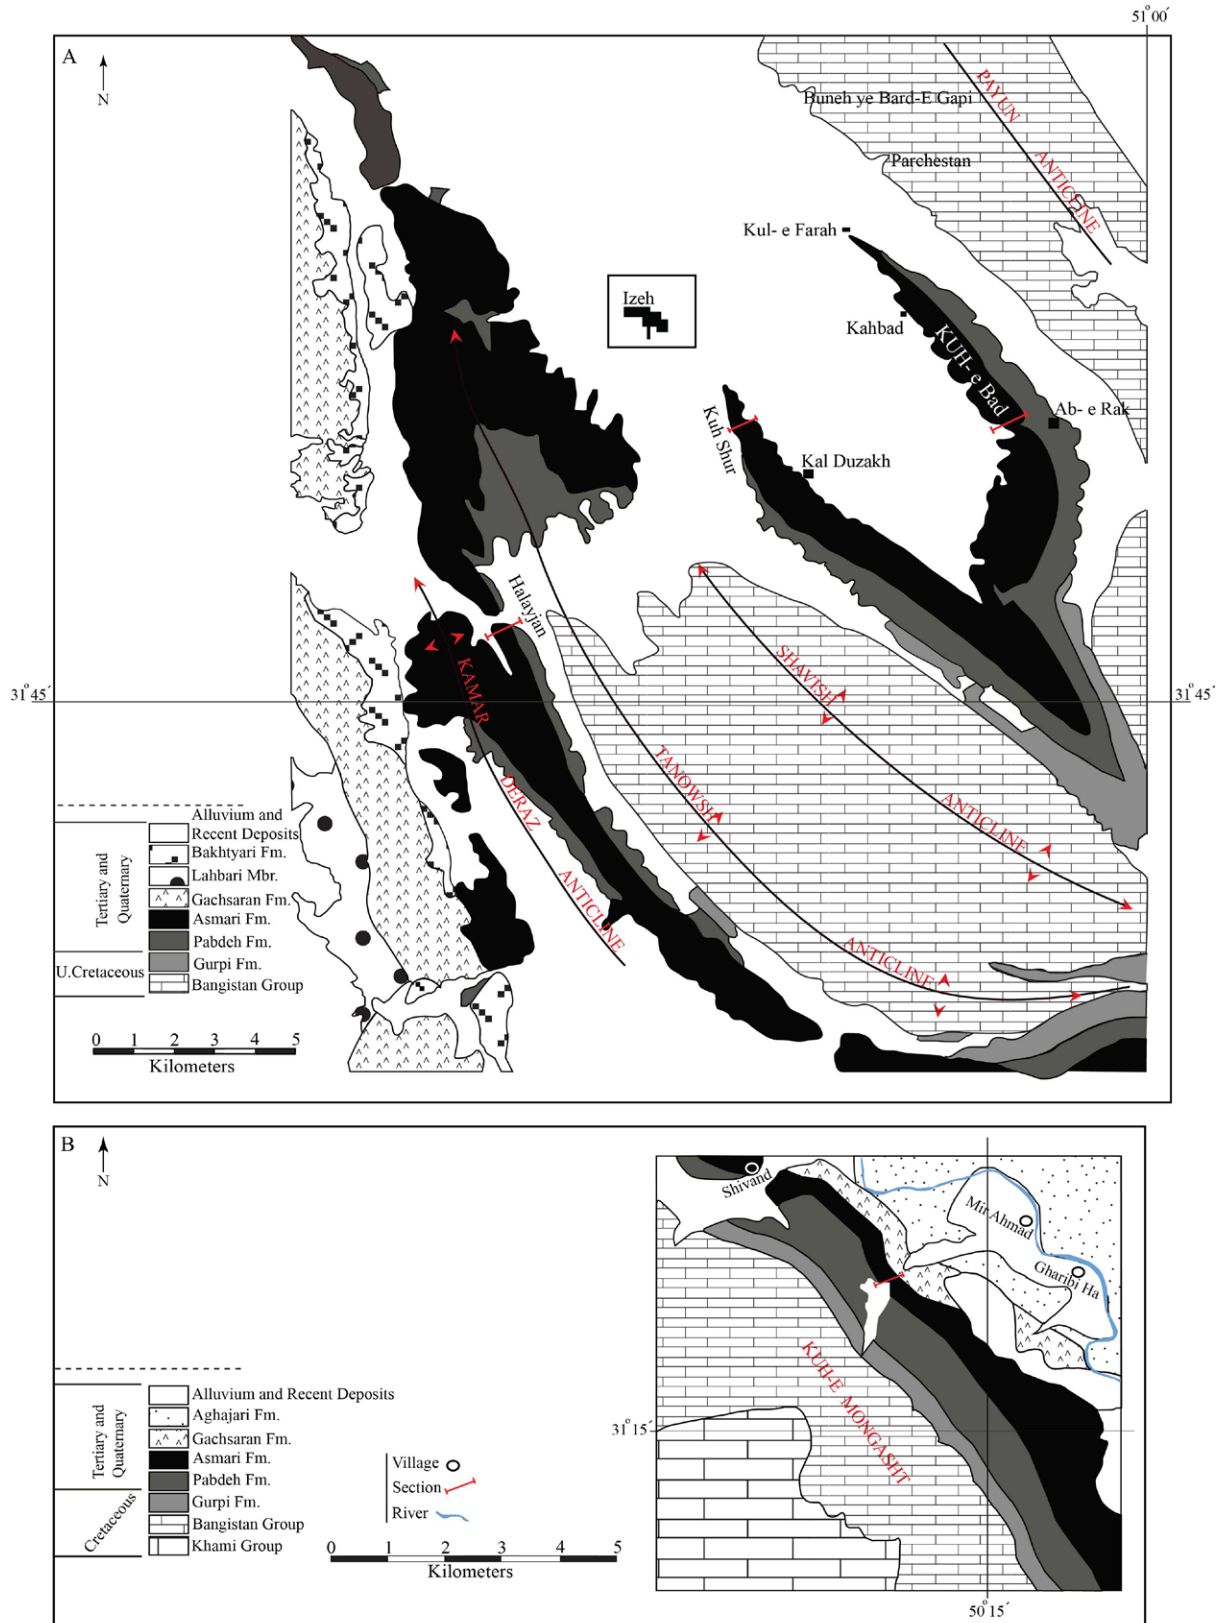 51°00´
A
N
PAYUN
ANTICLINE
Buneh ye Bard-E Gapi
Parchestan
Kul- e Farah
Izeh
Kahbad
KUH- e Bad
Ab- e Rak
Kuh Shur
Kal Duzakh
Halayjan
SHAVISH
ANTICLINE
KAMAR
DERAZ
ANTICLINE
TANOWSH
ANTICLINE
31°45´
31°45´
Tertiary and
Quaternary
U.Cretaceous
Alluvium and
Recent Deposits
Bakhtyari Fm.
Lahbari Mbr.
Gachsaran Fm.
Asmari Fm.
Pabdeh Fm.
Gurpi Fm.
Bangistan Group
0 1 2 3 4 5
Kilometers
B
N
Shivand
Mir Ahmad
Gharibi Ha
KUH-E MONGASHT
31°15´
50°15´
Tertiary and
Quaternary
Cretaceous
Alluvium and Recent Deposits
Aghajari Fm.
Gachsaran Fm.
Asmari Fm.
Pabdeh Fm.
Gurpi Fm.
Bangistan Group
Khami Group
Village
Section
River
0 1 2 3 4 5
Kilometers